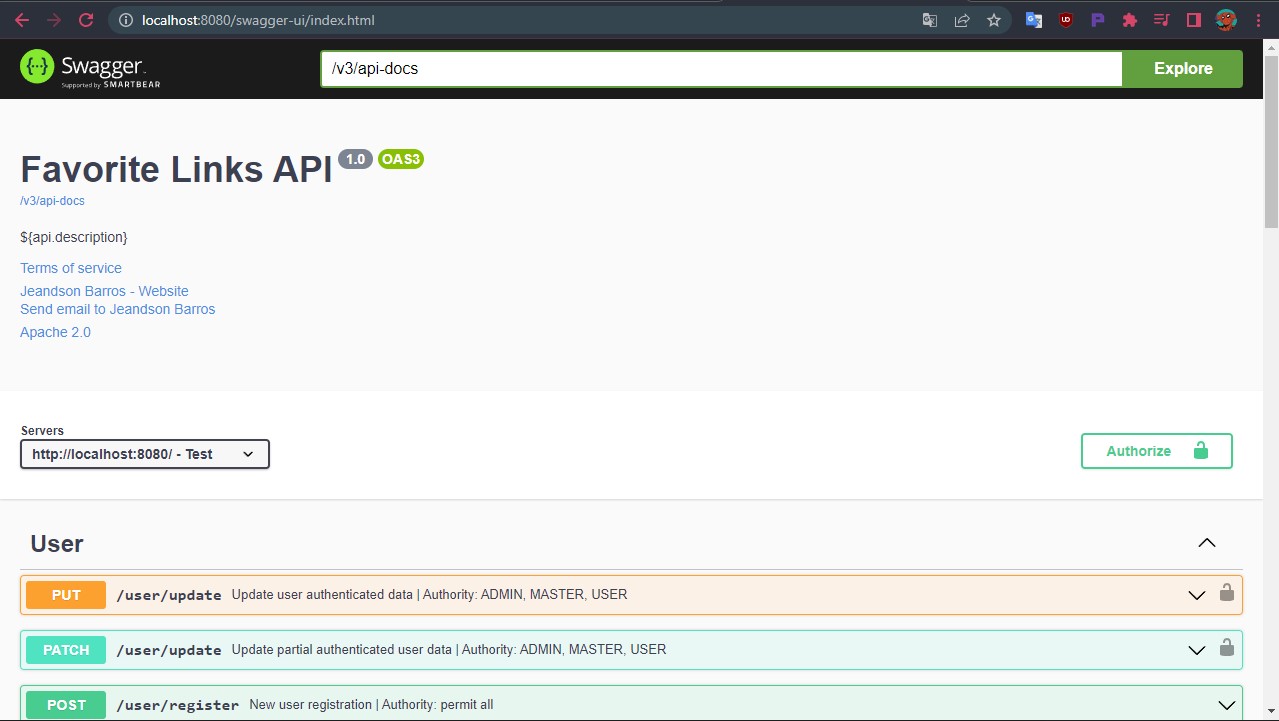 localhost:8080/swagger-ui/index.html
Swagger
Supported by SMARTBEAR
/v3/api-docs
Explore
Favorite Links API 1.0 OAS3
/v3/api-docs
${api.description}
Terms of service
Jeandson Barros - Website
Send email to Jeandson Barros
Apache 2.0
Servers
http://localhost:8080/ - Test
Authorize
User
PUT /user/update Update user authenticated data | Authority: ADMIN, MASTER, USER
PATCH /user/update Update partial authenticated user data | Authority: ADMIN, MASTER, USER
POST /user/register New user registration | Authority: permit all